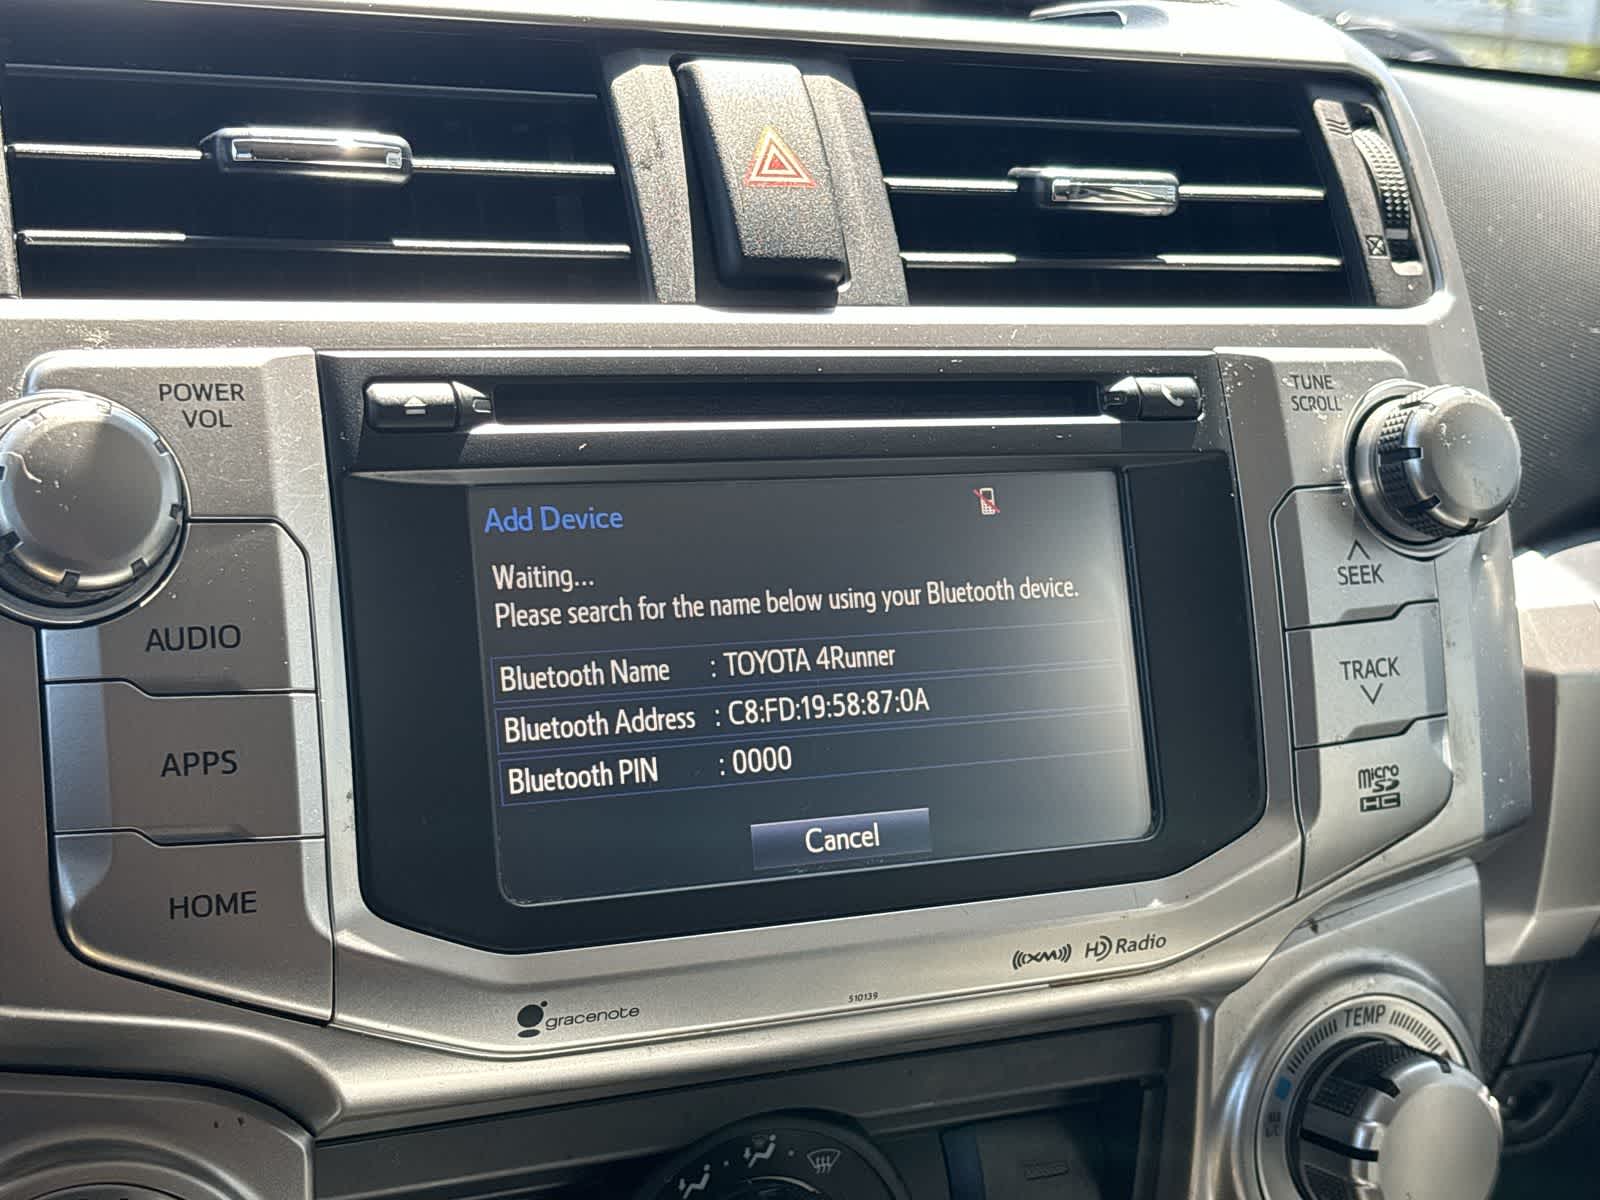 POWER
VOL
TUNE
SCROLL
Add Device
Waiting...
Please search for the name below using your Bluetooth device.
Bluetooth Name : TOYOTA 4Runner
Bluetooth Address : C8:FD:19:58:87:0A
Bluetooth PIN : 0000
Cancel
AUDIO
APPS
HOME
SEEK
TRACK
micro
SD
HC
((XM)) HD Radio
gracenote
510139
TEMP